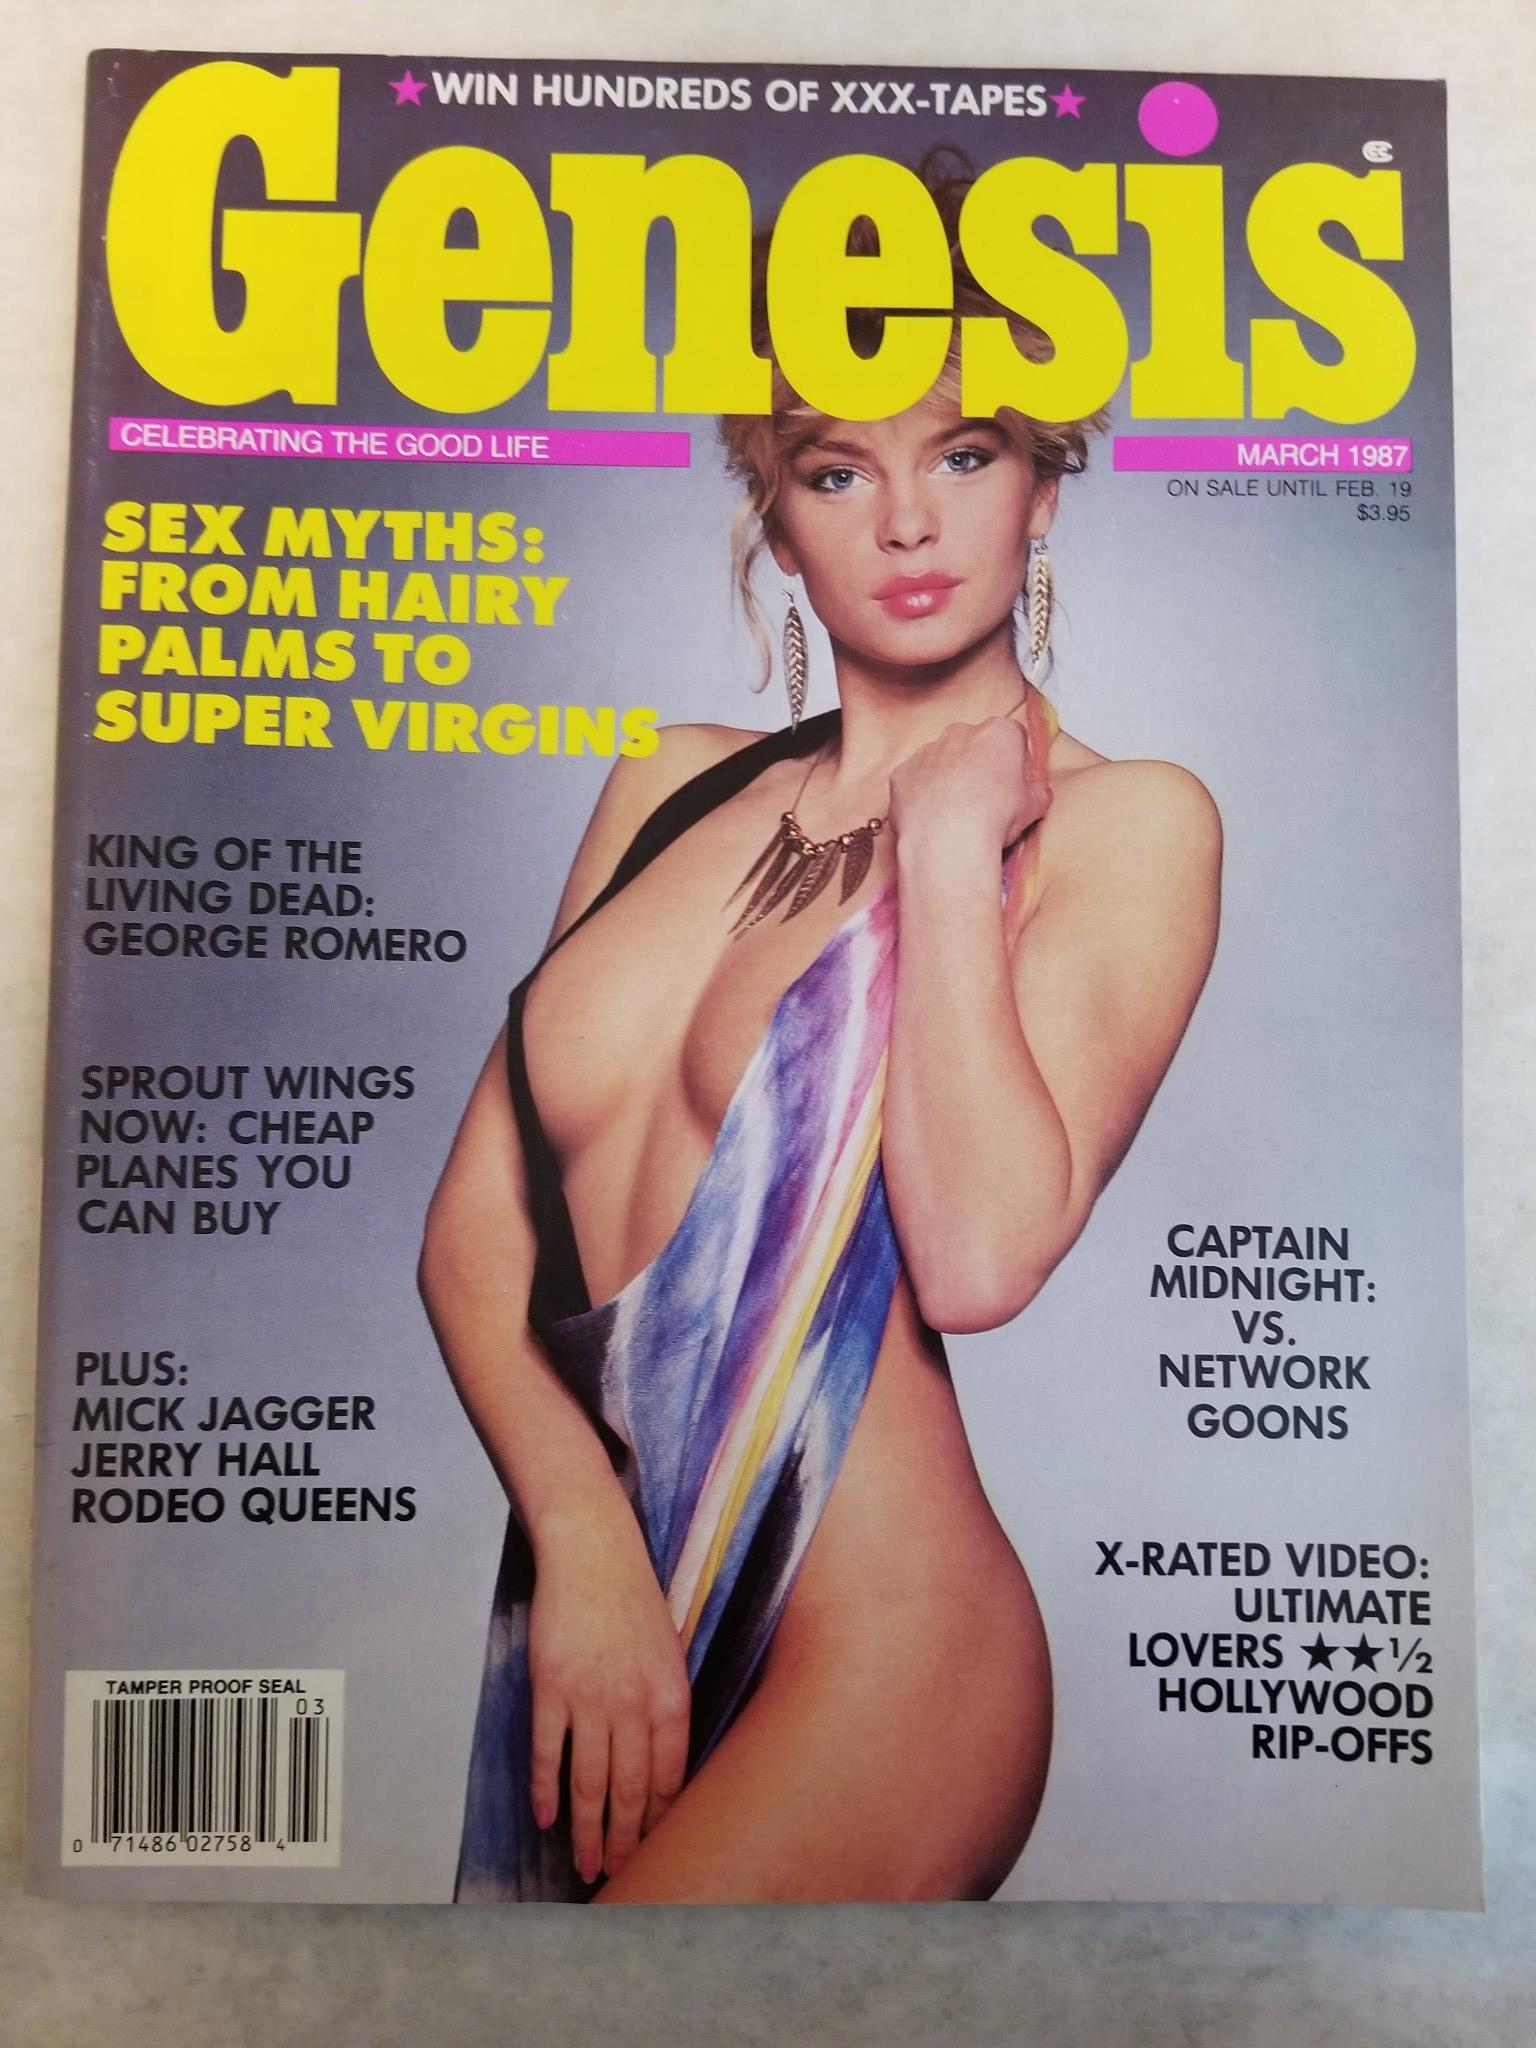 ★WIN HUNDREDS OF XXX-TAPES★
Genesis
CELEBRATING THE GOOD LIFE
MARCH 1987
ON SALE UNTIL FEB. 19
$3.95
SEX MYTHS:
FROM HAIRY
PALMS TO
SUPER VIRGINS
KING OF THE
LIVING DEAD:
GEORGE ROMERO
SPROUT WINGS
NOW: CHEAP
PLANES YOU
CAN BUY
PLUS:
MICK JAGGER
JERRY HALL
RODEO QUEENS
CAPTAIN
MIDNIGHT:
VS.
NETWORK
GOONS
X-RATED VIDEO:
ULTIMATE
LOVERS ★★½
HOLLYWOOD
RIP-OFFS
TAMPER PROOF SEAL
03
0 71486 02758 4